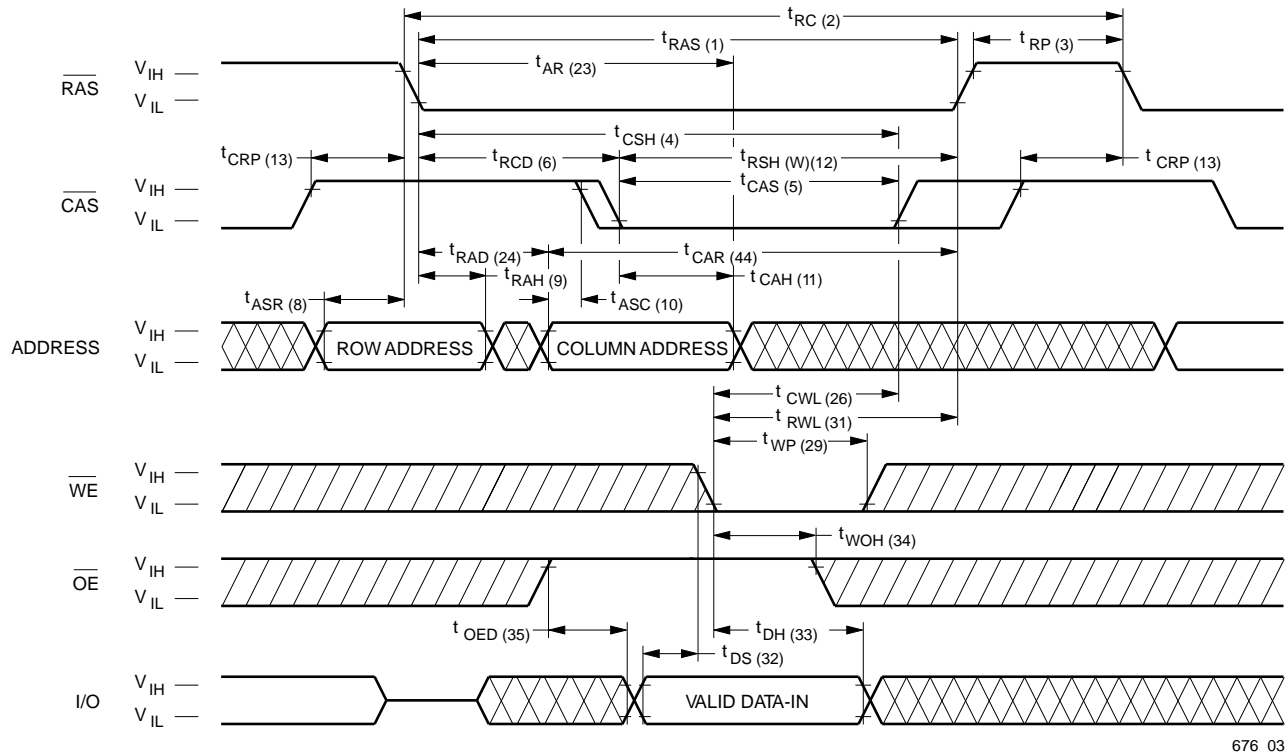 t RC (2)
t RAS (1)
t RP (3)
t AR (23)
V IH
RAS
V IL
t CSH (4)
t CRP (13)
t RCD (6)
t RSH (W)(12)
t CRP (13)
t CAS (5)
V IH
CAS
V IL
t RAD (24)
t CAR (44)
t RAH (9)
t CAH (11)
t ASR (8)
t ASC (10)
V IH
ADDRESS
ROW ADDRESS
COLUMN ADDRESS
V IL
t CWL (26)
t RWL (31)
t WP (29)
V IH
WE
V IL
t WOH (34)
V IH
OE
V IL
t OED (35)
t DH (33)
t DS (32)
V IH
I/O
VALID DATA-IN
V IL
676 03